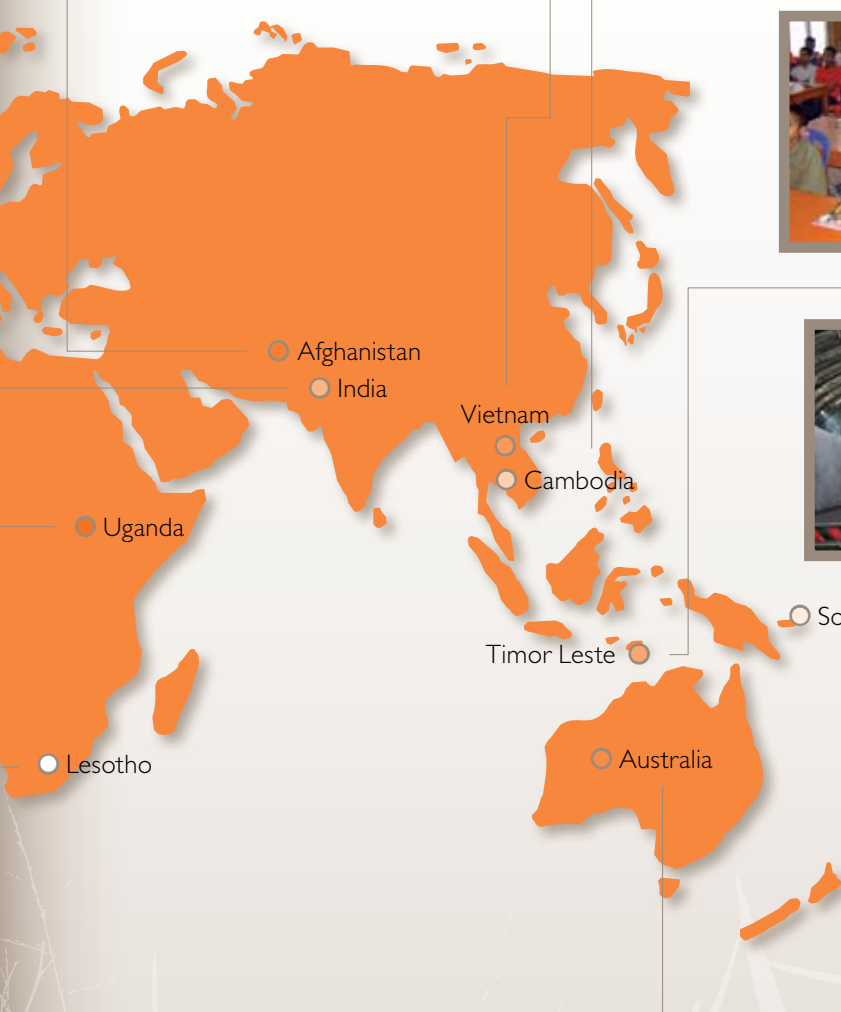 Afghanistan
India
Vietnam
Cambodia
Uganda
Timor Leste
Lesotho
Australia